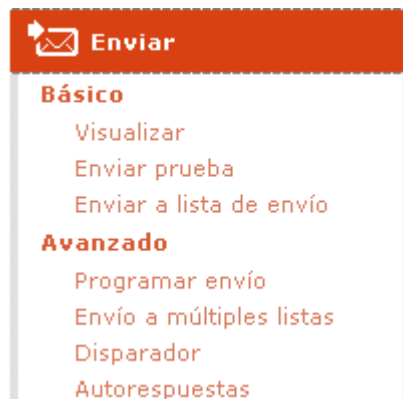 Enviar
Básico
Visualizar
Enviar prueba
Enviar a lista de envío
Avanzado
Programar envío
Envío a múltiples listas
Disparador
Autorespuestas